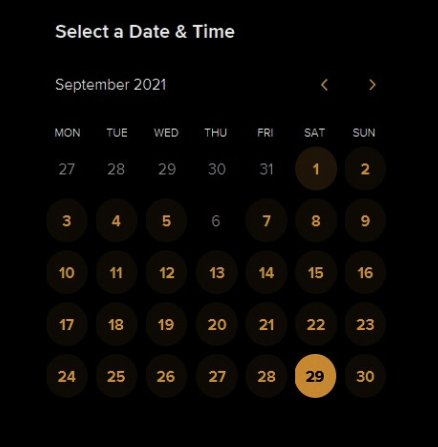 Select a Date & Time
September 2021
MON TUE WED THU FRI SAT SUN
27 28 29 30 31 1 2
3 4 5 6 7 8 9
10 11 12 13 14 15 16
17 18 19 20 21 22 23
24 25 26 27 28 29 30